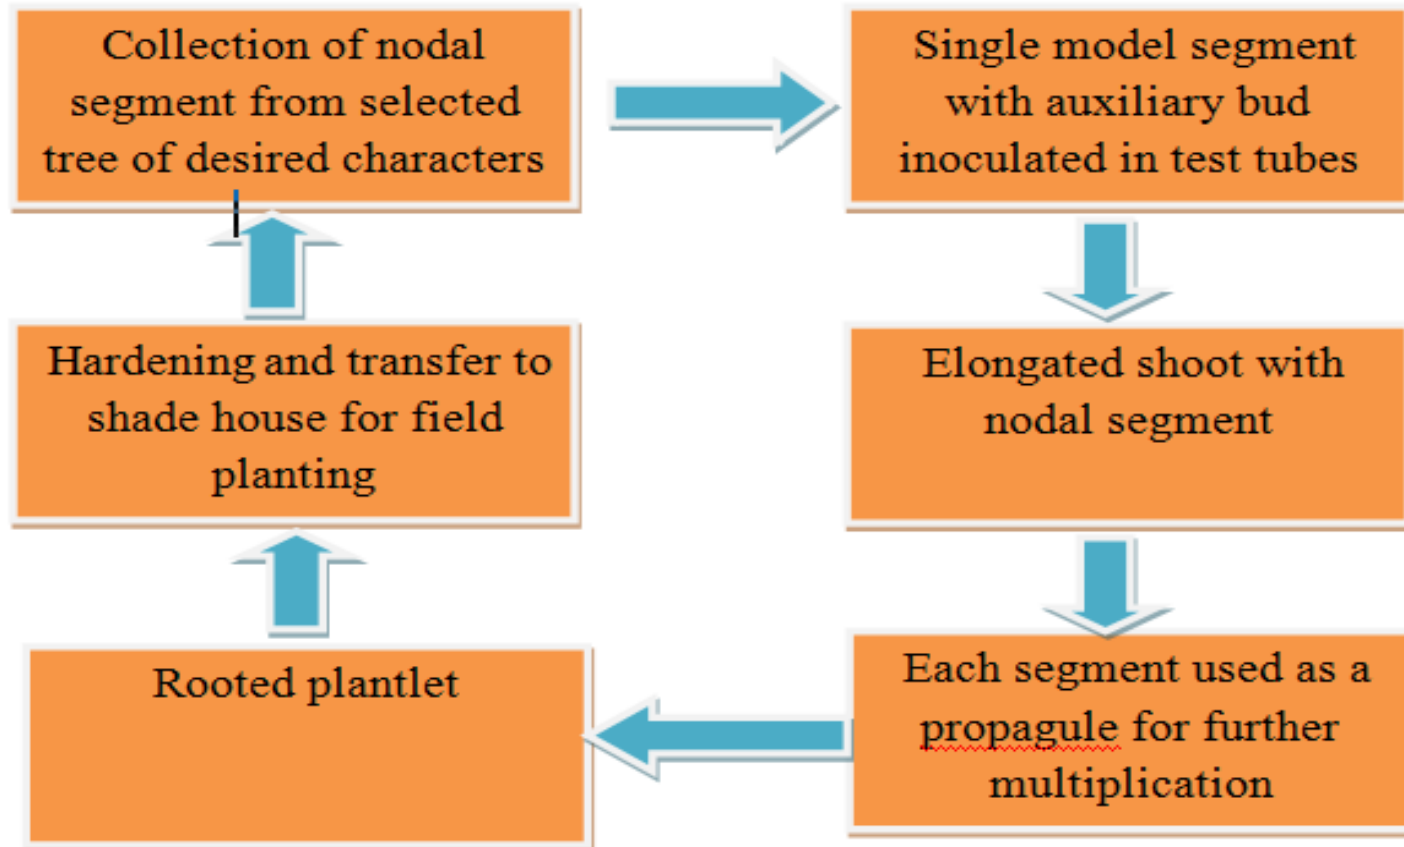 Collection of nodal
segment from selected
tree of desired characters
Single model segment
with auxiliary bud
inoculated in test tubes
Elongated shoot with
nodal segment
Each segment used as a
propagule for further
multiplication
Rooted plantlet
Hardening and transfer to
shade house for field
planting